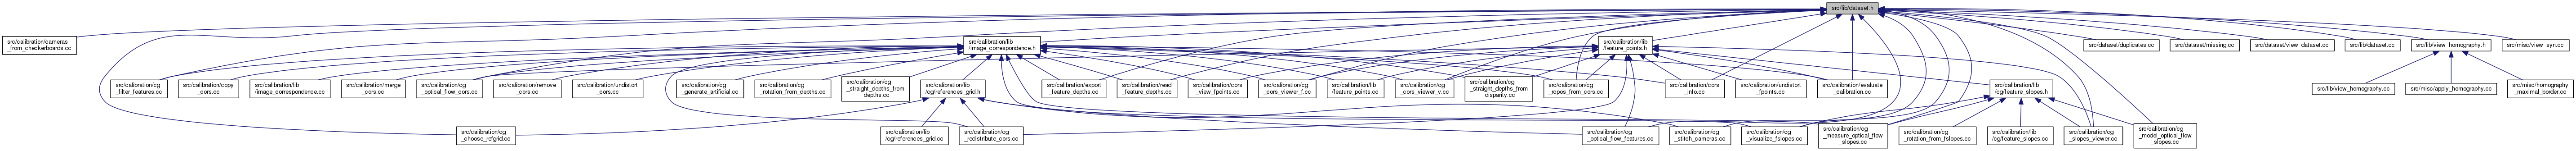 src/lib/dataset.h
src/calibration/cameras
_from_checkerboards.cc
src/calibration/lib
/image_correspondence.h
src/calibration/lib
/feature_points.h
src/dataset/duplicates.cc
src/dataset/missing.cc
src/dataset/view_dataset.cc
src/lib/dataset.cc
src/lib/view_homography.h
src/misc/view_syn.cc
src/calibration/cg
_filter_features.cc
src/calibration/copy
_cors.cc
src/calibration/lib
/image_correspondence.cc
src/calibration/merge
_cors.cc
src/calibration/cg
_optical_flow_cors.cc
src/calibration/remove
_cors.cc
src/calibration/undistort
_cors.cc
src/calibration/cg
_generate_artificial.cc
src/calibration/cg
_rotation_from_depths.cc
src/calibration/cg
_straight_depths_from
_depths.cc
src/calibration/lib
/cg/references_grid.h
src/calibration/export
_feature_depths.cc
src/calibration/read
_feature_depths.cc
src/calibration/cors
_view_fpoints.cc
src/calibration/cg
_cors_viewer_f.cc
src/calibration/lib
/feature_points.cc
src/calibration/cg
_cors_viewer_v.cc
src/calibration/cg
_straight_depths_from
_disparity.cc
src/calibration/cg
_rcpos_from_cors.cc
src/calibration/cors
_info.cc
src/calibration/undistort
_fpoints.cc
src/calibration/evaluate
_calibration.cc
src/calibration/lib
/cg/feature_slopes.h
src/lib/view_homography.cc
src/misc/apply_homography.cc
src/misc/homography
_maximal_border.cc
src/calibration/cg
_choose_refgrid.cc
src/calibration/lib
/cg/references_grid.cc
src/calibration/cg
_redistribute_cors.cc
src/calibration/cg
_optical_flow_features.cc
src/calibration/cg
_stitch_cameras.cc
src/calibration/cg
_visualize_fslopes.cc
src/calibration/cg
_measure_optical_flow
_slopes.cc
src/calibration/cg
_rotation_from_fslopes.cc
src/calibration/lib
/cg/feature_slopes.cc
src/calibration/cg
_slopes_viewer.cc
src/calibration/cg
_model_optical_flow
_slopes.cc